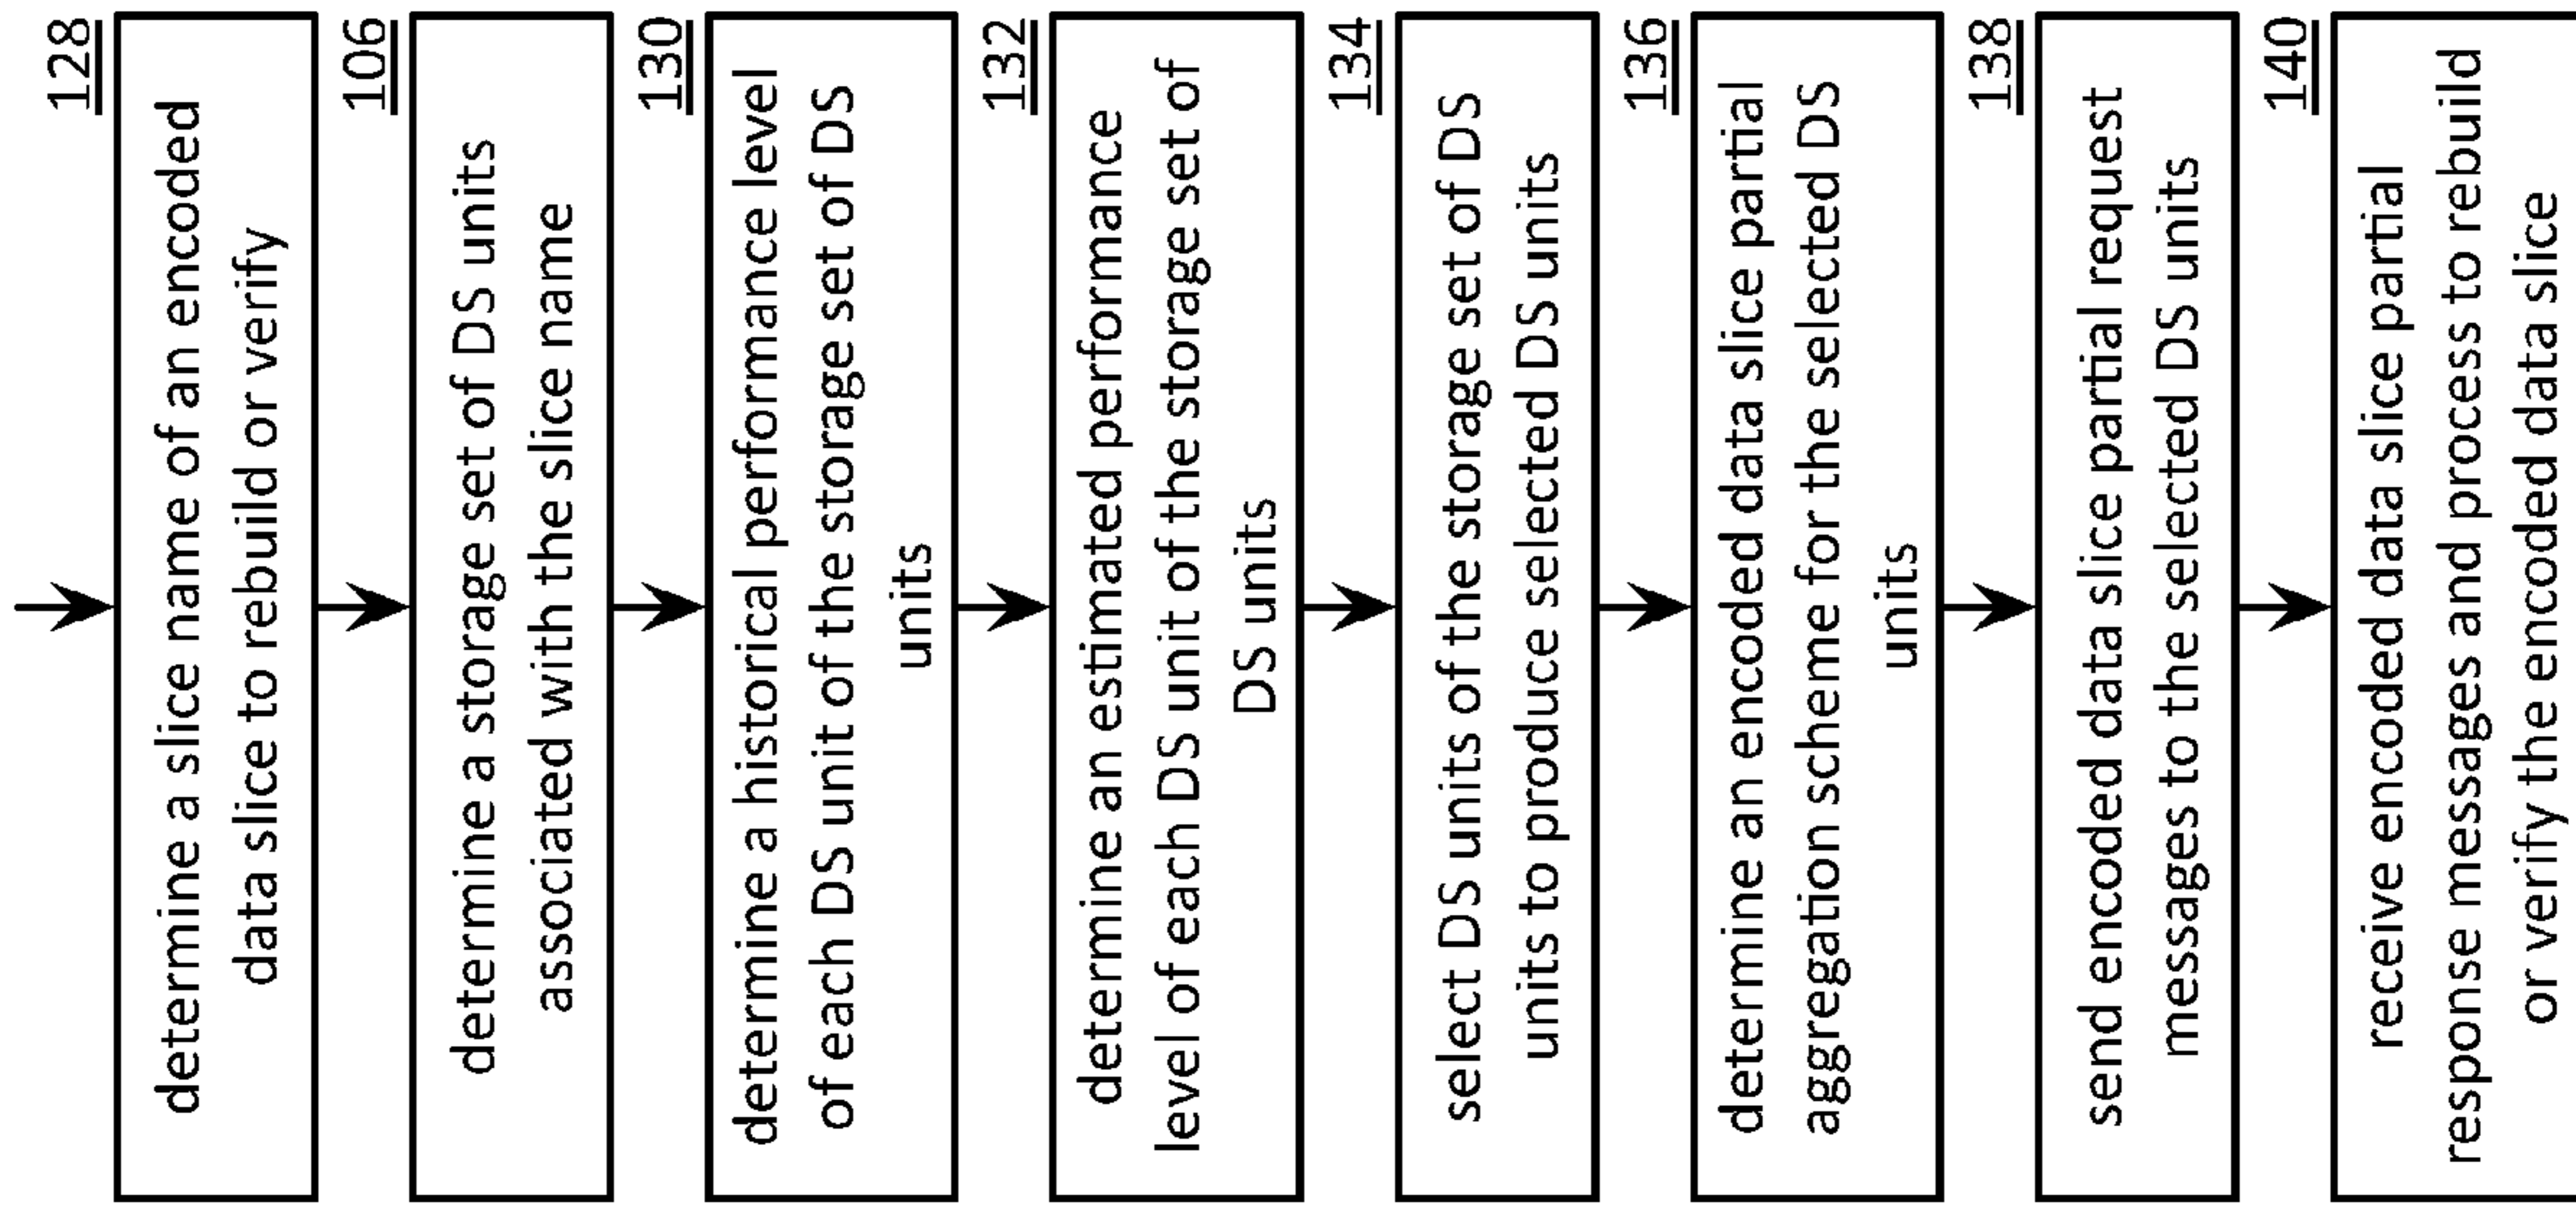 128
determine a slice name of an encoded
data slice to rebuild or verify
106
determine a storage set of DS units
associated with the slice name
130
determine a historical performance level
of each DS unit of the storage set of DS
units
132
determine an estimated performance
level of each DS unit of the storage set of
DS units
134
select DS units of the storage set of DS
units to produce selected DS units
136
determine an encoded data slice partial
aggregation scheme for the selected DS
units
138
send encoded data slice partial request
messages to the selected DS units
140
receive encoded data slice partial
response messages and process to rebuild
or verify the encoded data slice